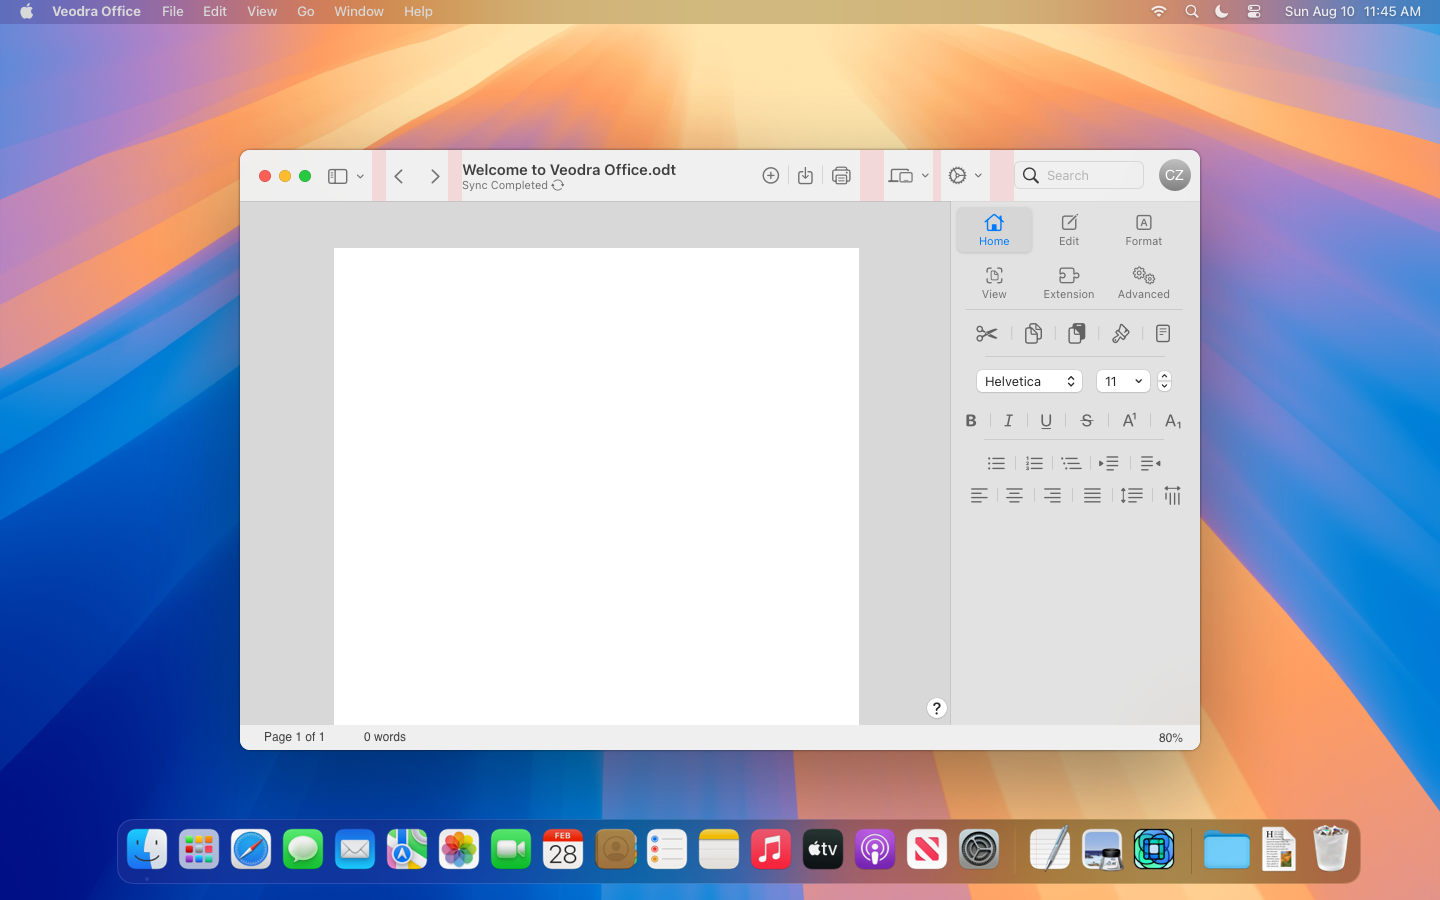 Veodra Office File Edit View Go Window Help Sun Aug 10 11:45 AM
Welcome to Veodra Office.odt
Sync Completed
Search
CZ
Home Edit Format
View Extension Advanced
Helvetica 11
B I U S A1 A1
?
Page 1 of 1 0 words 80%
FEB
28
tv